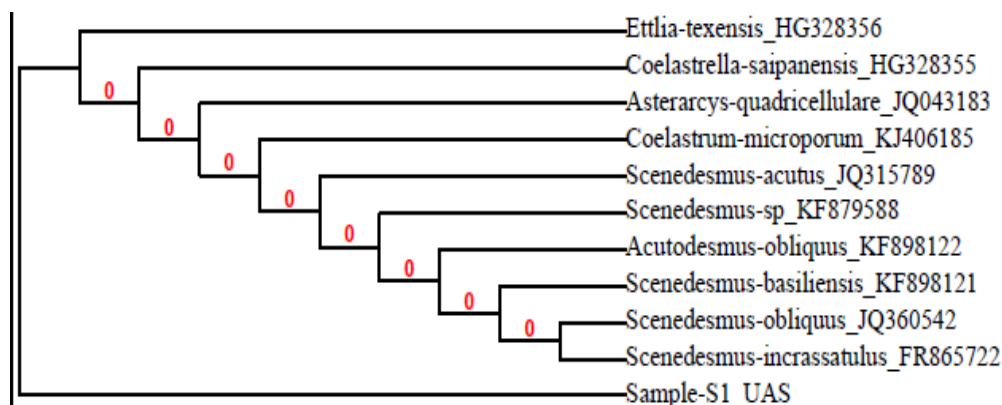 Ettlia-texensis_HG328356
Coelastrella-saipanensis_HG328355
0
Asterarcys-quadricellulare_JQ043183
0
Coelastrum-microporum_KJ406185
0
Scenedesmus-acutus_JQ315789
0
Scenedesmus-sp_KF879588
0
Acutodesmus-obliquus_KF898122
0
Scenedesmus-basiliensis_KF898121
0
Scenedesmus-obliquus_JQ360542
0
Scenedesmus-incrassatulus_FR865722
Sample-S1_UAS